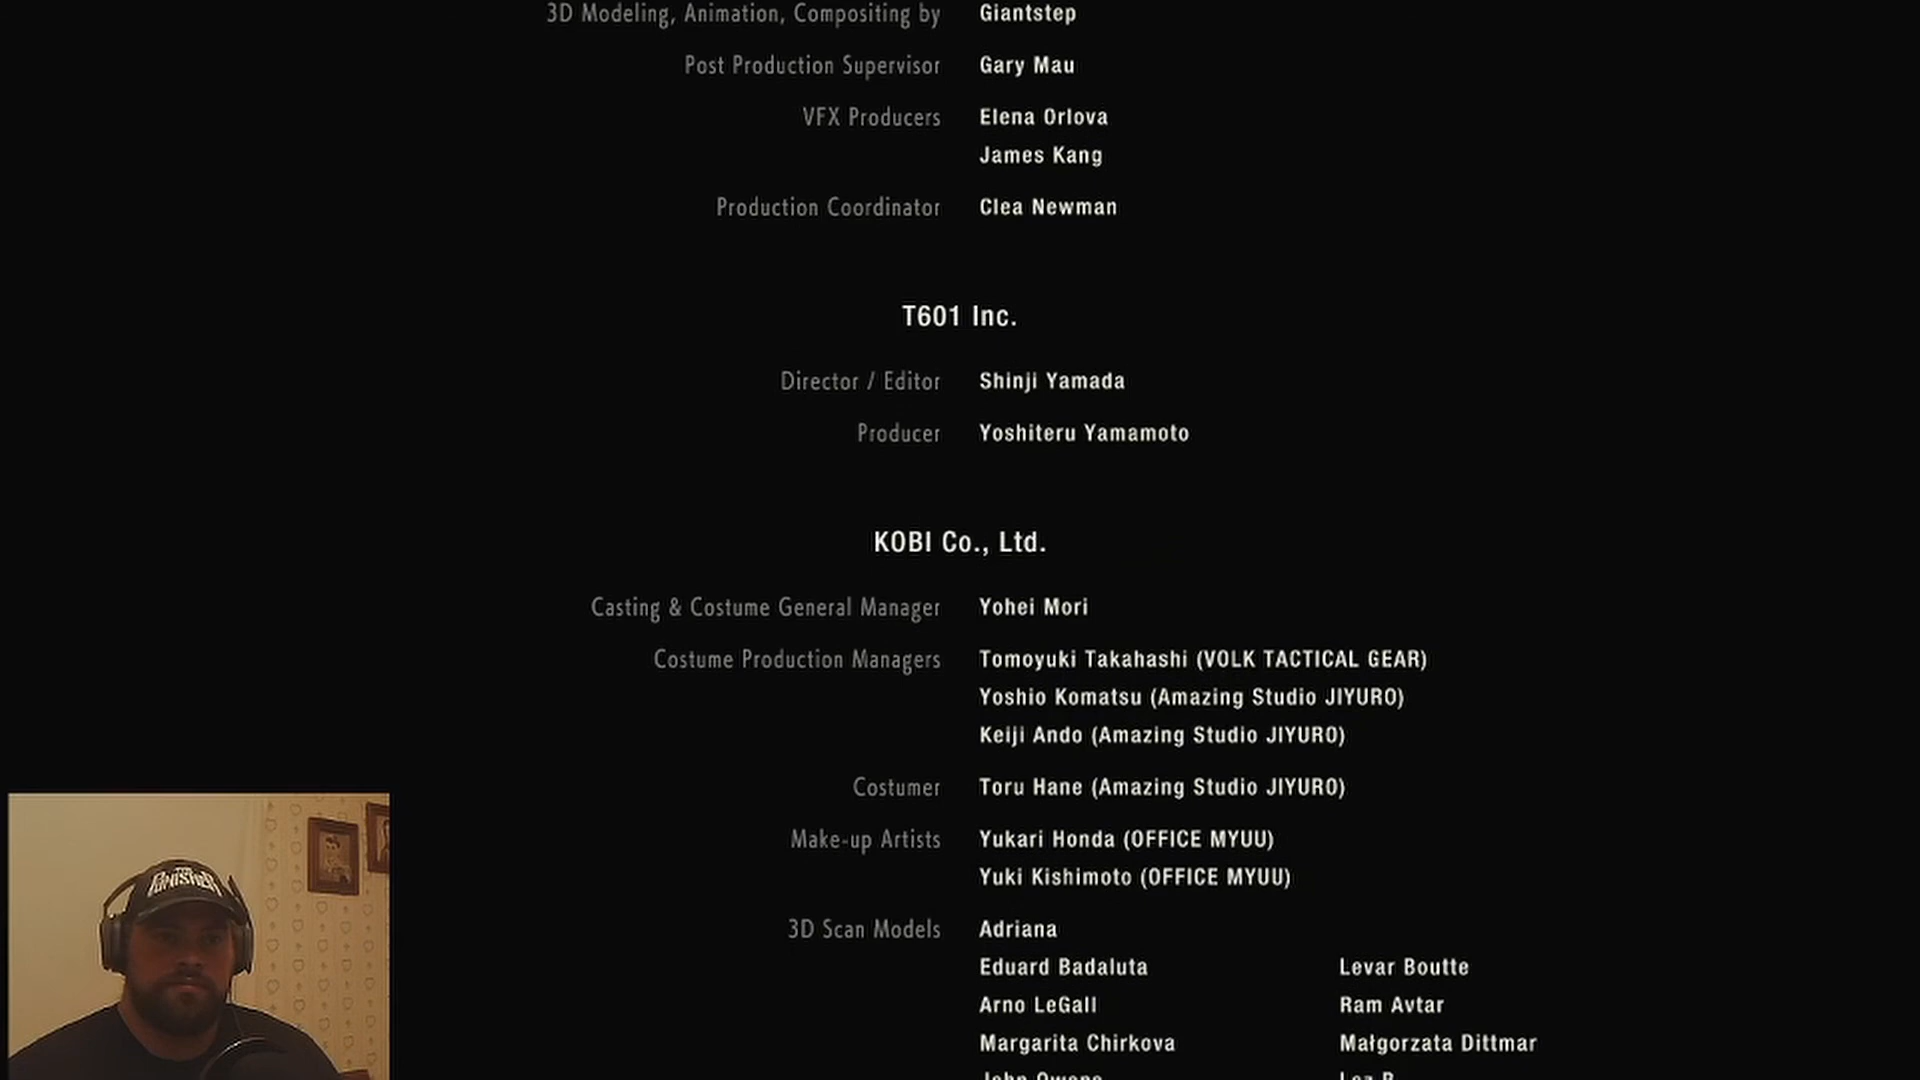 3D Modeling, Animation, Compositing by Giantstep
Post Production Supervisor Gary Mau
VFX Producers Elena Orlova
James Kang
Production Coordinator Clea Newman
T601 Inc.
Director / Editor Shinji Yamada
Producer Yoshiteru Yamamoto
KOBI Co., Ltd.
Casting & Costume General Manager Yohei Mori
Costume Production Managers Tomoyuki Takahashi (VOLK TACTICAL GEAR)
Yoshio Komatsu (Amazing Studio JIYURO)
Keiji Ando (Amazing Studio JIYURO)
Costumer Toru Hane (Amazing Studio JIYURO)
Make-up Artists Yukari Honda (OFFICE MYUU)
Yuki Kishimoto (OFFICE MYUU)
3D Scan Models Adriana
Eduard Badaluta Levar Boutte
Arno LeGall Ram Avtar
Margarita Chirkova Małgorzata Dittmar
John Owens
THE PUNISHER